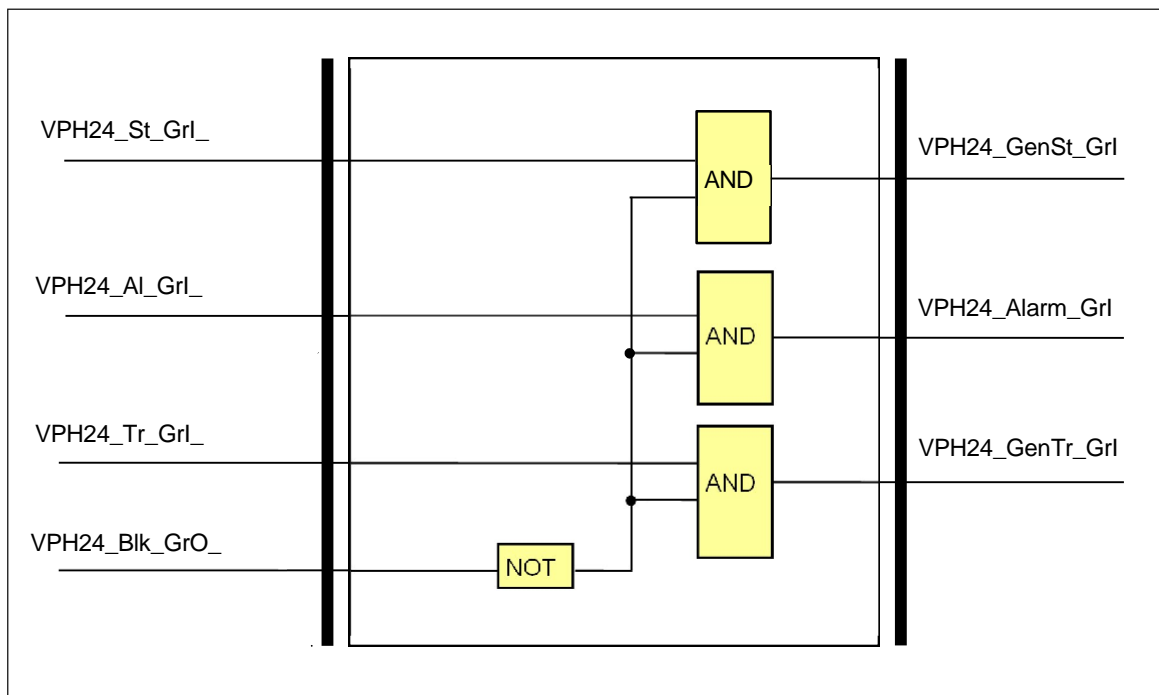 VPH24_St_GrI_
AND
VPH24_GenSt_GrI
VPH24_Al_GrI_
AND
VPH24_Alarm_GrI
VPH24_Tr_GrI_
AND
VPH24_GenTr_GrI
VPH24_Blk_GrO_
NOT